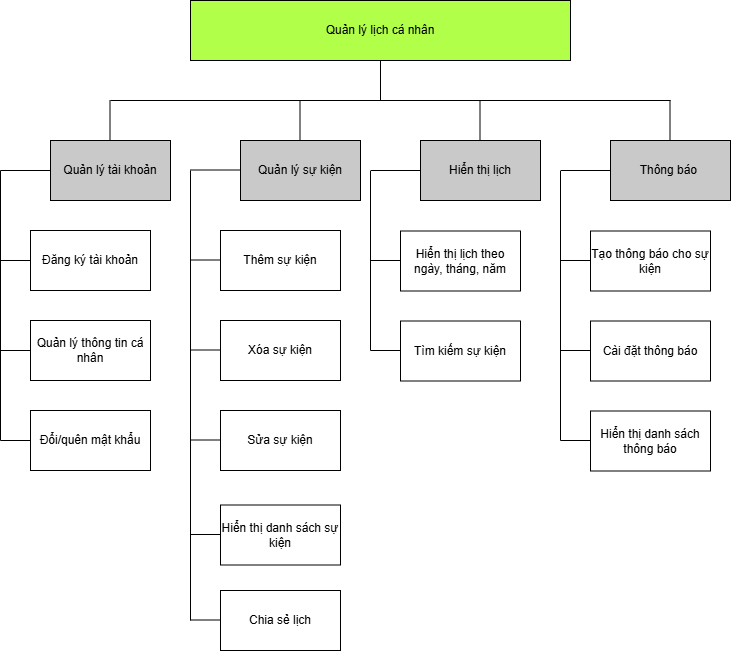 Quản lý lịch cá nhân
Quản lý tài khoản
Quản lý sự kiện
Hiển thị lịch
Thông báo
Đăng ký tài khoản
Quản lý thông tin cá
nhân
Đổi/quên mật khẩu
Thêm sự kiện
Xóa sự kiện
Sửa sự kiện
Hiển thị danh sách sự
kiện
Chia sẻ lịch
Hiển thị lịch theo
ngày, tháng, năm
Tìm kiếm sự kiện
Tạo thông báo cho sự
kiện
Cài đặt thông báo
Hiển thị danh sách
thông báo